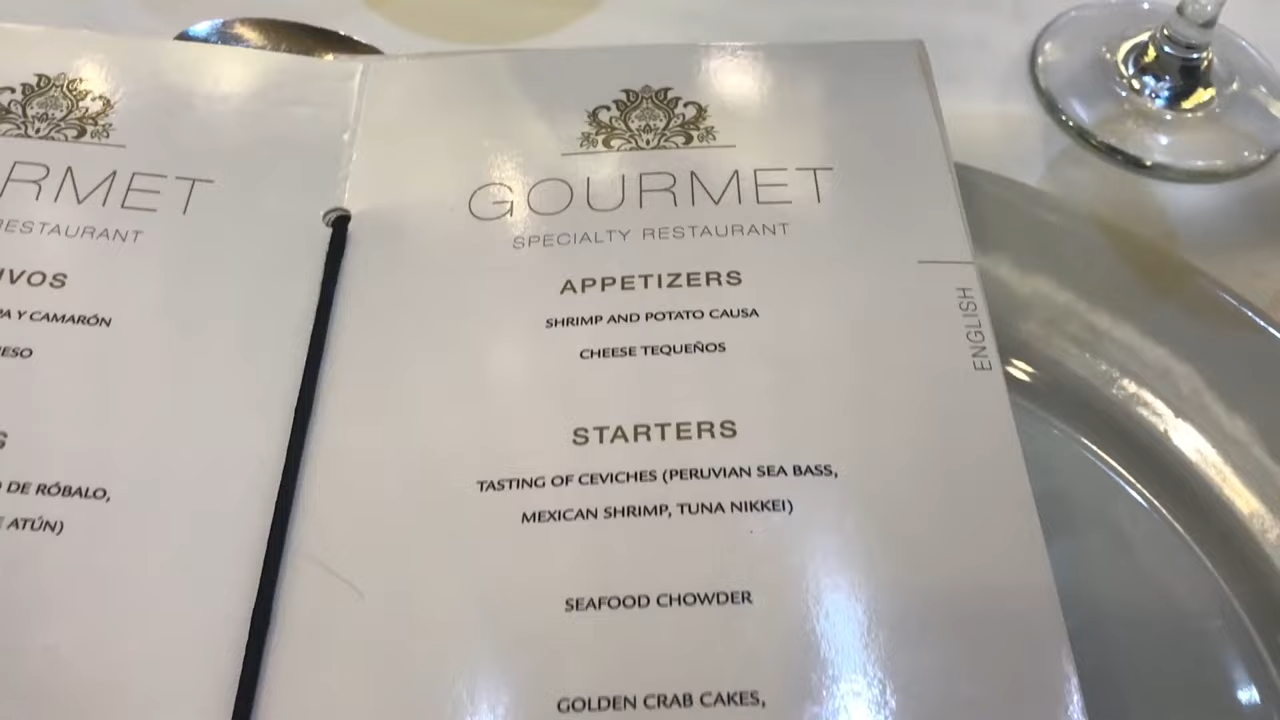 RMET
RESTAURANT
IVOS
PA Y CAMARÓN
ESO
S
DE RÓBALO,
ATÚN)
GOURMET
SPECIALTY RESTAURANT
APPETIZERS
SHRIMP AND POTATO CAUSA
CHEESE TEQUEÑOS
STARTERS
TASTING OF CEVICHES (PERUVIAN SEA BASS,
MEXICAN SHRIMP, TUNA NIKKEI)
SEAFOOD CHOWDER
GOLDEN CRAB CAKES,
ENGLISH